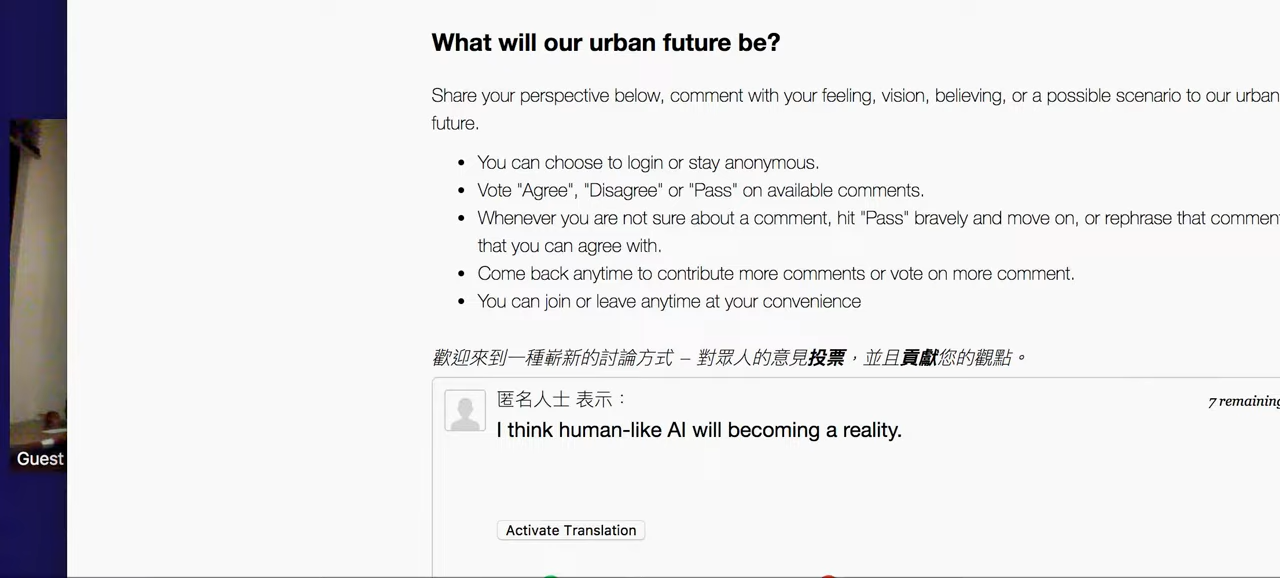 What will our urban future be?
Share your perspective below, comment with your feeling, vision, believing, or a possible scenario to our urban
future.
• You can choose to login or stay anonymous.
• Vote "Agree", "Disagree" or "Pass" on available comments.
• Whenever you are not sure about a comment, hit "Pass" bravely and move on, or rephrase that commen
that you can agree with.
• Come back anytime to contribute more comments or vote on more comment.
• You can join or leave anytime at your convenience
歡迎來到一種嶄新的討論方式 – 對眾人的意見投票，並且貢獻您的觀點。
匿名人士 表示：
7 remaining
I think human-like AI will becoming a reality.
Guest
Activate Translation